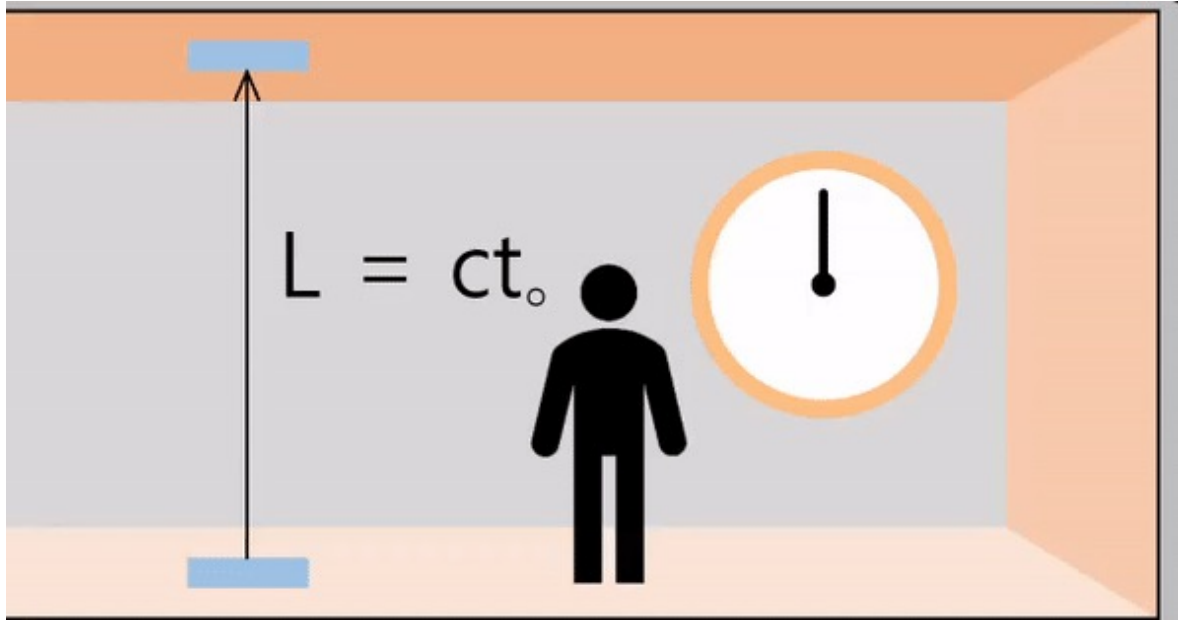 L = ct₀